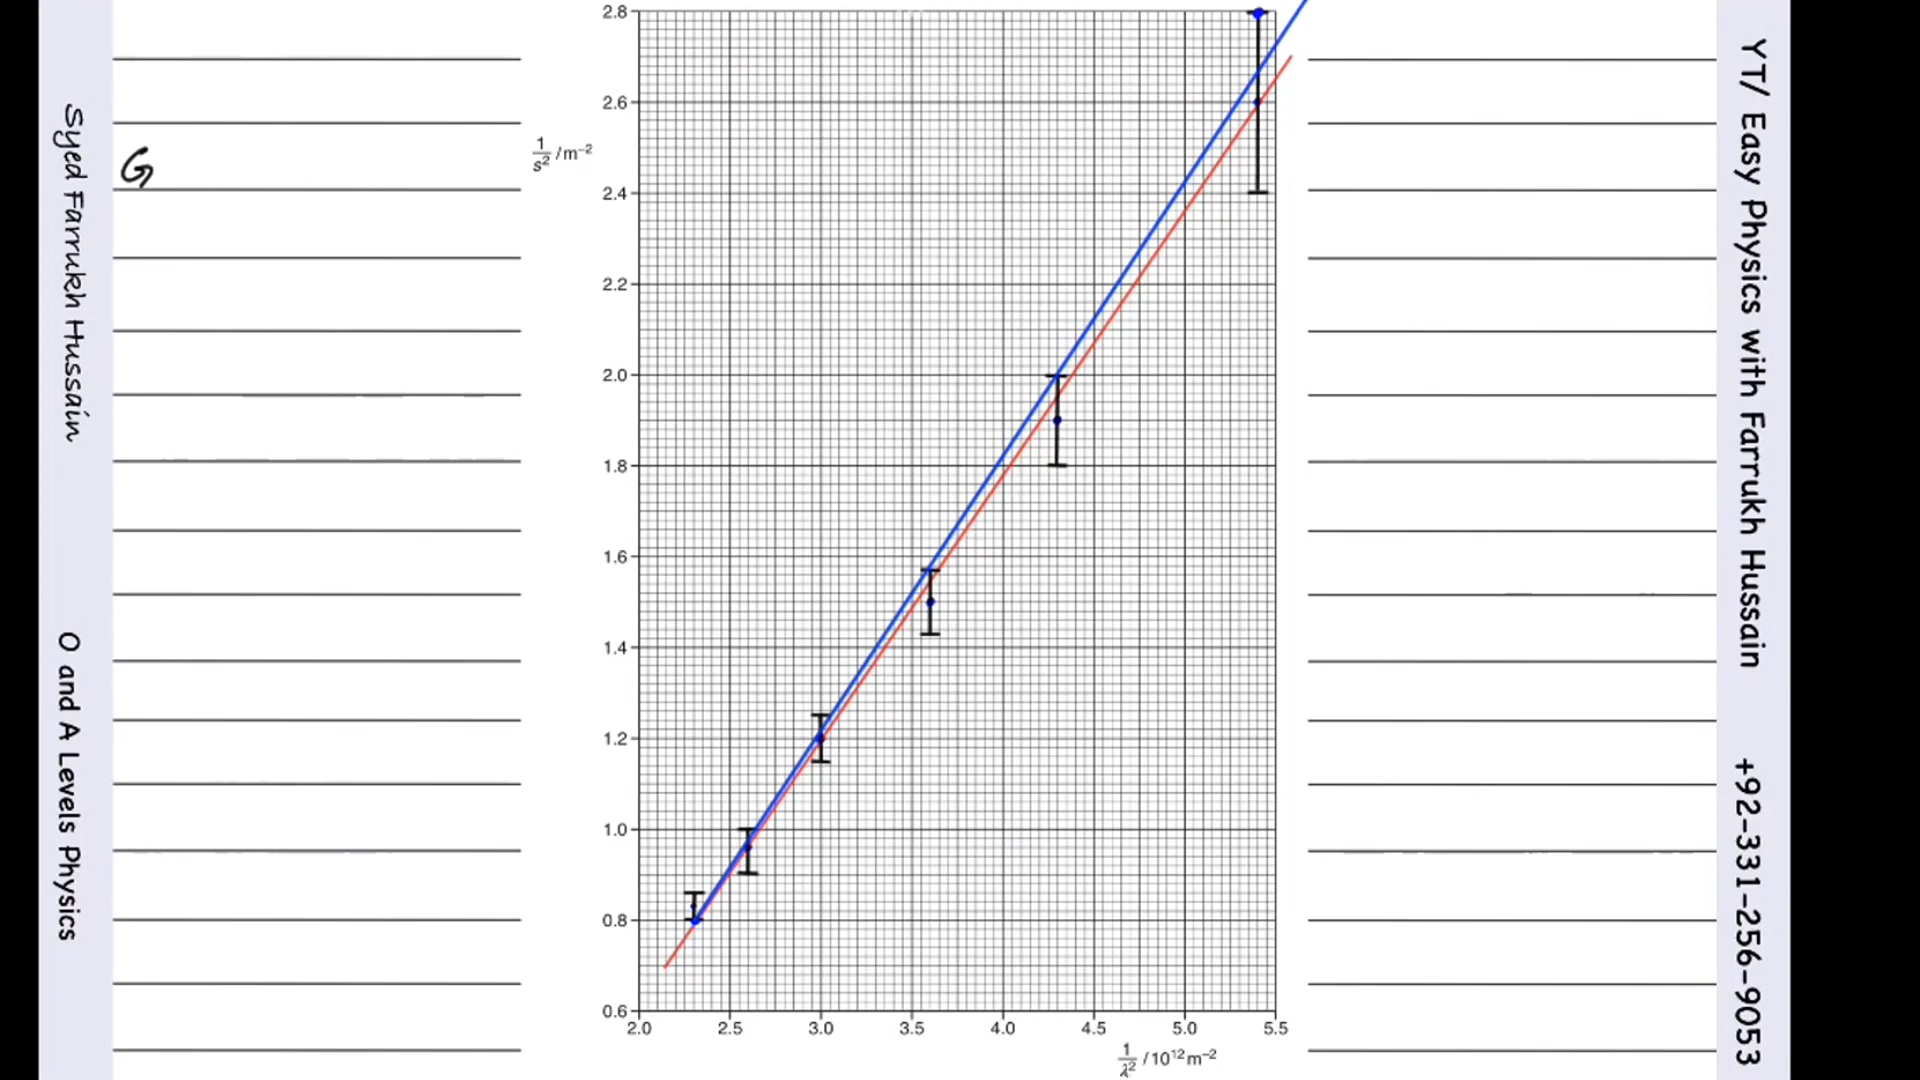 Syed Farrukh Hussain
O and A Levels Physics
G
1/s² / m⁻²
2.8
2.6
2.4
2.2
2.0
1.8
1.6
1.4
1.2
1.0
0.8
0.6
2.0 2.5 3.0 3.5 4.0 4.5 5.0 5.5
1/λ² / 10¹² m⁻²
YT/ Easy Physics with Farrukh Hussain
+92-331-256-9053